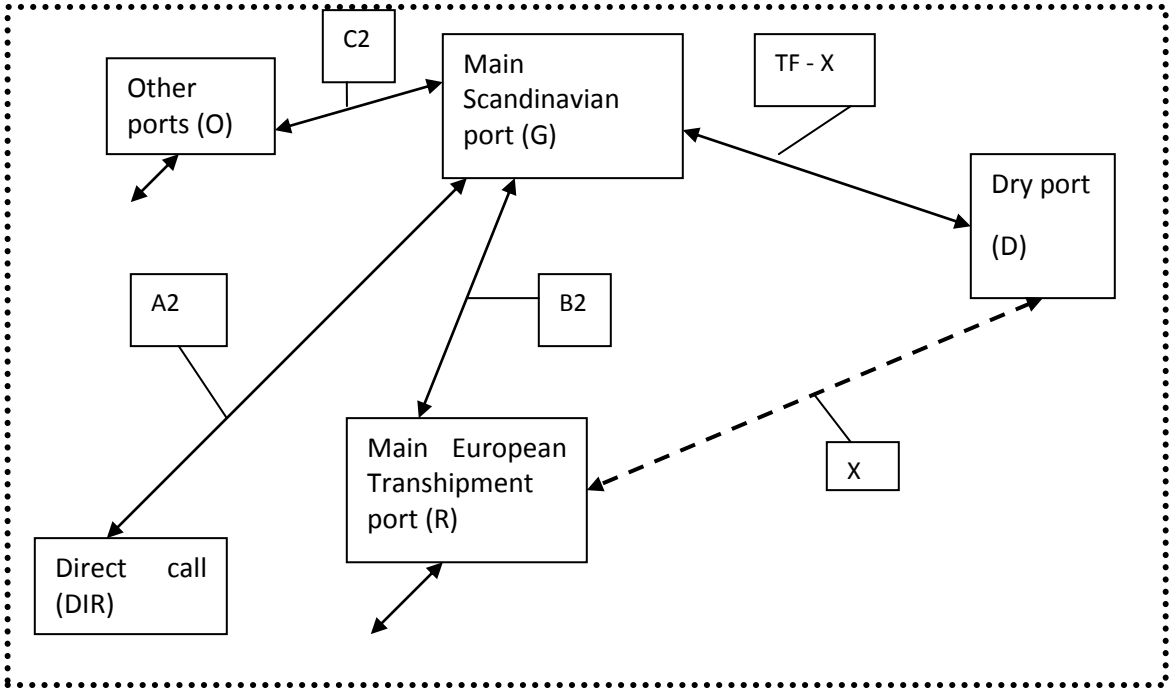 C2
Main
Scandinavian
port (G)
TF - X
Other
ports (O)
Dry port
(D)
A2
B2
Main European
Transhipment
port (R)
X
Direct call
(DIR)